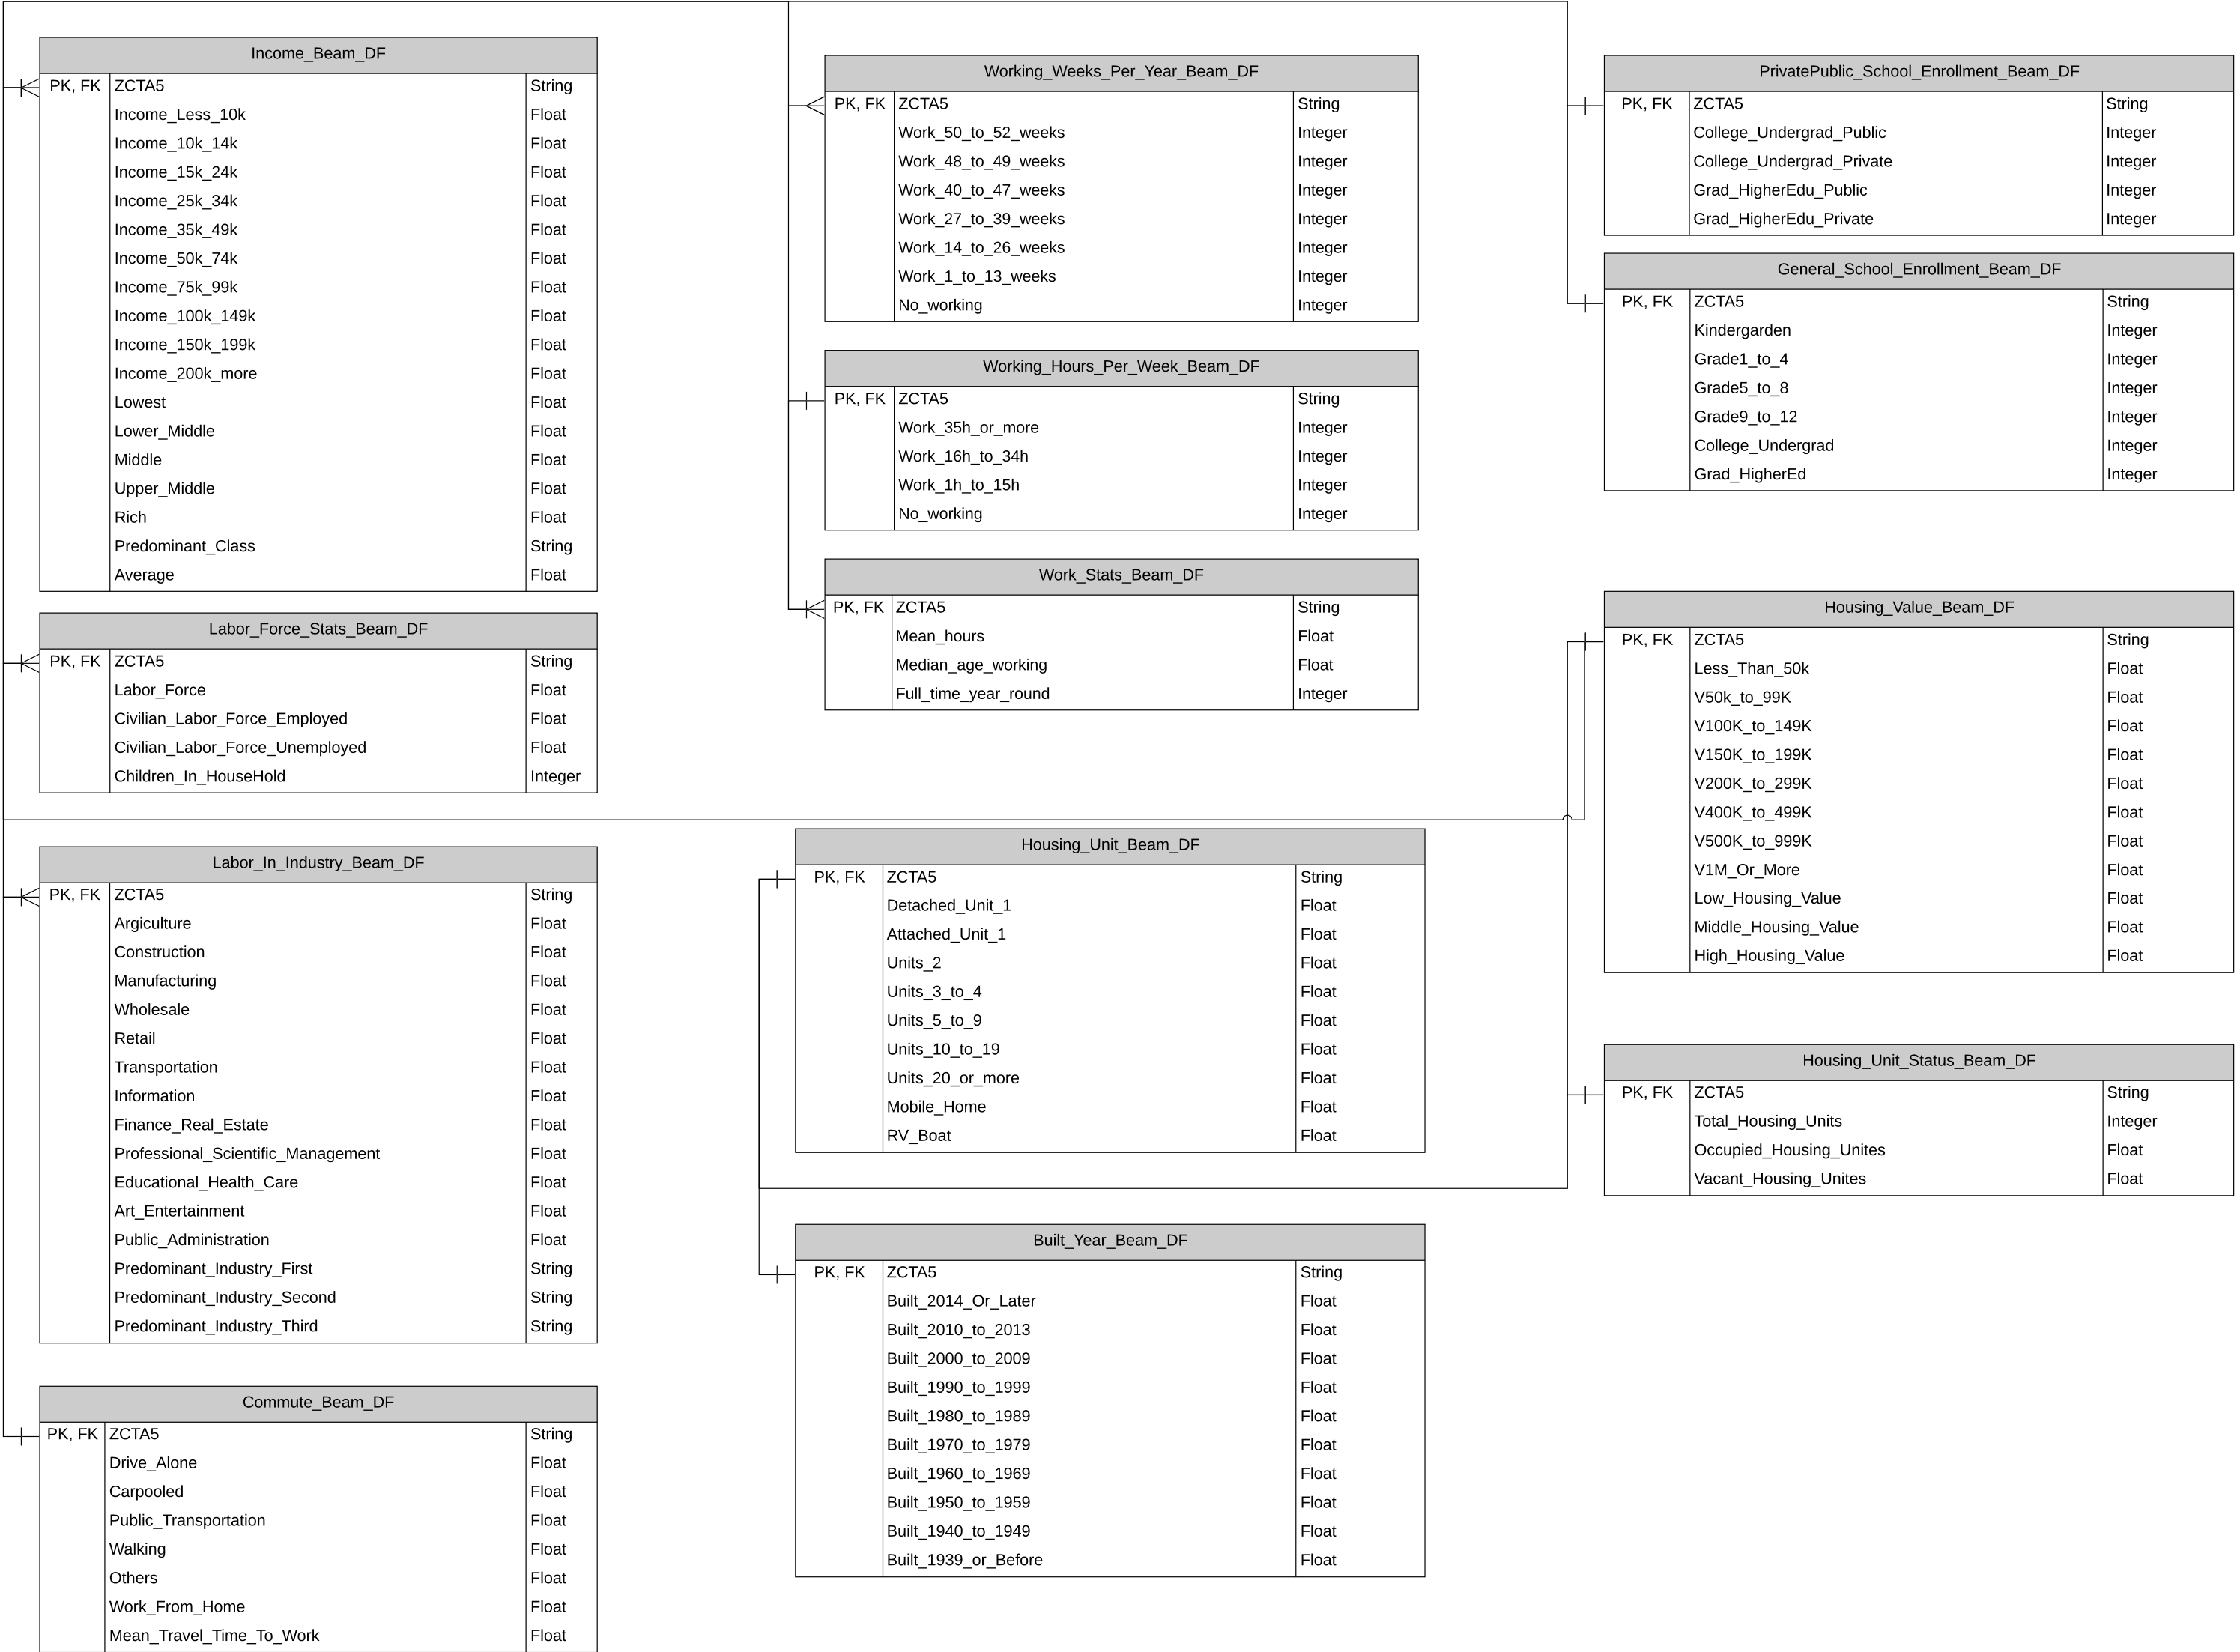 Income_Beam_DF
PK, FK ZCTA5 String
Income_Less_10k Float
Income_10k_14k Float
Income_15k_24k Float
Income_25k_34k Float
Income_35k_49k Float
Income_50k_74k Float
Income_75k_99k Float
Income_100k_149k Float
Income_150k_199k Float
Income_200k_more Float
Lowest Float
Lower_Middle Float
Middle Float
Upper_Middle Float
Rich Float
Predominant_Class String
Average Float
Labor_Force_Stats_Beam_DF
PK, FK ZCTA5 String
Labor_Force Float
Civilian_Labor_Force_Employed Float
Civilian_Labor_Force_Unemployed Float
Children_In_HouseHold Integer
Labor_In_Industry_Beam_DF
PK, FK ZCTA5 String
Argiculture Float
Construction Float
Manufacturing Float
Wholesale Float
Retail Float
Transportation Float
Information Float
Finance_Real_Estate Float
Professional_Scientific_Management Float
Educational_Health_Care Float
Art_Entertainment Float
Public_Administration Float
Predominant_Industry_First String
Predominant_Industry_Second String
Predominant_Industry_Third String
Commute_Beam_DF
PK, FK ZCTA5 String
Drive_Alone Float
Carpooled Float
Public_Transportation Float
Walking Float
Others Float
Work_From_Home Float
Mean_Travel_Time_To_Work Float
Working_Weeks_Per_Year_Beam_DF
PK, FK ZCTA5 String
Work_50_to_52_weeks Integer
Work_48_to_49_weeks Integer
Work_40_to_47_weeks Integer
Work_27_to_39_weeks Integer
Work_14_to_26_weeks Integer
Work_1_to_13_weeks Integer
No_working Integer
Working_Hours_Per_Week_Beam_DF
PK, FK ZCTA5 String
Work_35h_or_more Integer
Work_16h_to_34h Integer
Work_1h_to_15h Integer
No_working Integer
Work_Stats_Beam_DF
PK, FK ZCTA5 String
Mean_hours Float
Median_age_working Float
Full_time_year_round Integer
Housing_Unit_Beam_DF
PK, FK ZCTA5 String
Detached_Unit_1 Float
Attached_Unit_1 Float
Units_2 Float
Units_3_to_4 Float
Units_5_to_9 Float
Units_10_to_19 Float
Units_20_or_more Float
Mobile_Home Float
RV_Boat Float
Built_Year_Beam_DF
PK, FK ZCTA5 String
Built_2014_Or_Later Float
Built_2010_to_2013 Float
Built_2000_to_2009 Float
Built_1990_to_1999 Float
Built_1980_to_1989 Float
Built_1970_to_1979 Float
Built_1960_to_1969 Float
Built_1950_to_1959 Float
Built_1940_to_1949 Float
Built_1939_or_Before Float
PrivatePublic_School_Enrollment_Beam_DF
PK, FK ZCTA5 String
College_Undergrad_Public Integer
College_Undergrad_Private Integer
Grad_HigherEdu_Public Integer
Grad_HigherEdu_Private Integer
General_School_Enrollment_Beam_DF
PK, FK ZCTA5 String
Kindergarden Integer
Grade1_to_4 Integer
Grade5_to_8 Integer
Grade9_to_12 Integer
College_Undergrad Integer
Grad_HigherEd Integer
Housing_Value_Beam_DF
PK, FK ZCTA5 String
Less_Than_50k Float
V50k_to_99K Float
V100K_to_149K Float
V150K_to_199K Float
V200K_to_299K Float
V400K_to_499K Float
V500K_to_999K Float
V1M_Or_More Float
Low_Housing_Value Float
Middle_Housing_Value Float
High_Housing_Value Float
Housing_Unit_Status_Beam_DF
PK, FK ZCTA5 String
Total_Housing_Units Integer
Occupied_Housing_Unites Float
Vacant_Housing_Unites Float